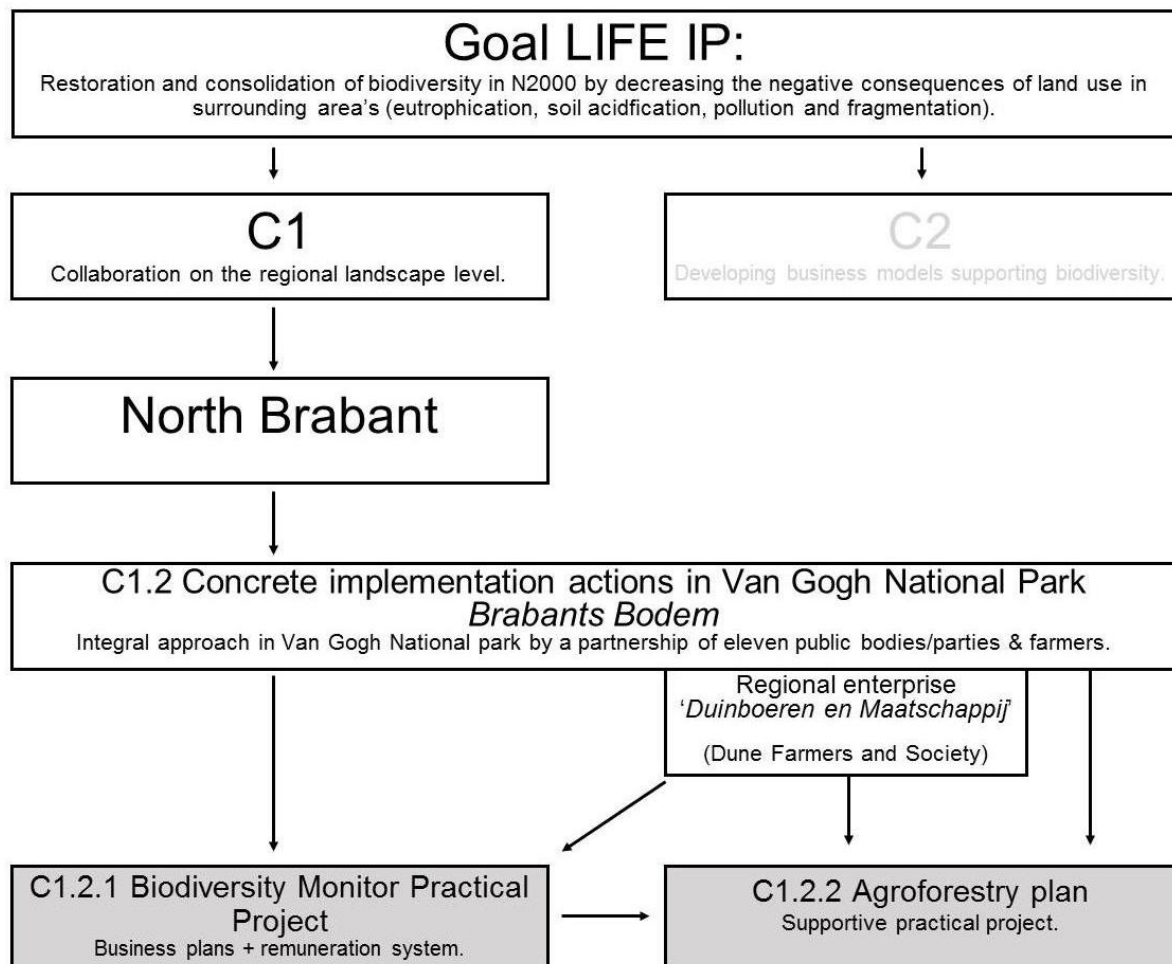 Goal LIFE IP:
Restoration and consolidation of biodiversity in N2000 by decreasing the negative consequences of land use in
surrounding area's (eutrophication, soil acidfication, pollution and fragmentation).
C1
Collaboration on the regional landscape level.
C2
Developing business models supporting biodiversity.
North Brabant
C1.2 Concrete implementation actions in Van Gogh National Park
Brabants Bodem
Integral approach in Van Gogh National park by a partnership of eleven public bodies/parties & farmers.
Regional enterprise
'Duinboeren en Maatschappij'
(Dune Farmers and Society)
C1.2.1 Biodiversity Monitor Practical
Project
Business plans + remuneration system.
C1.2.2 Agroforestry plan
Supportive practical project.